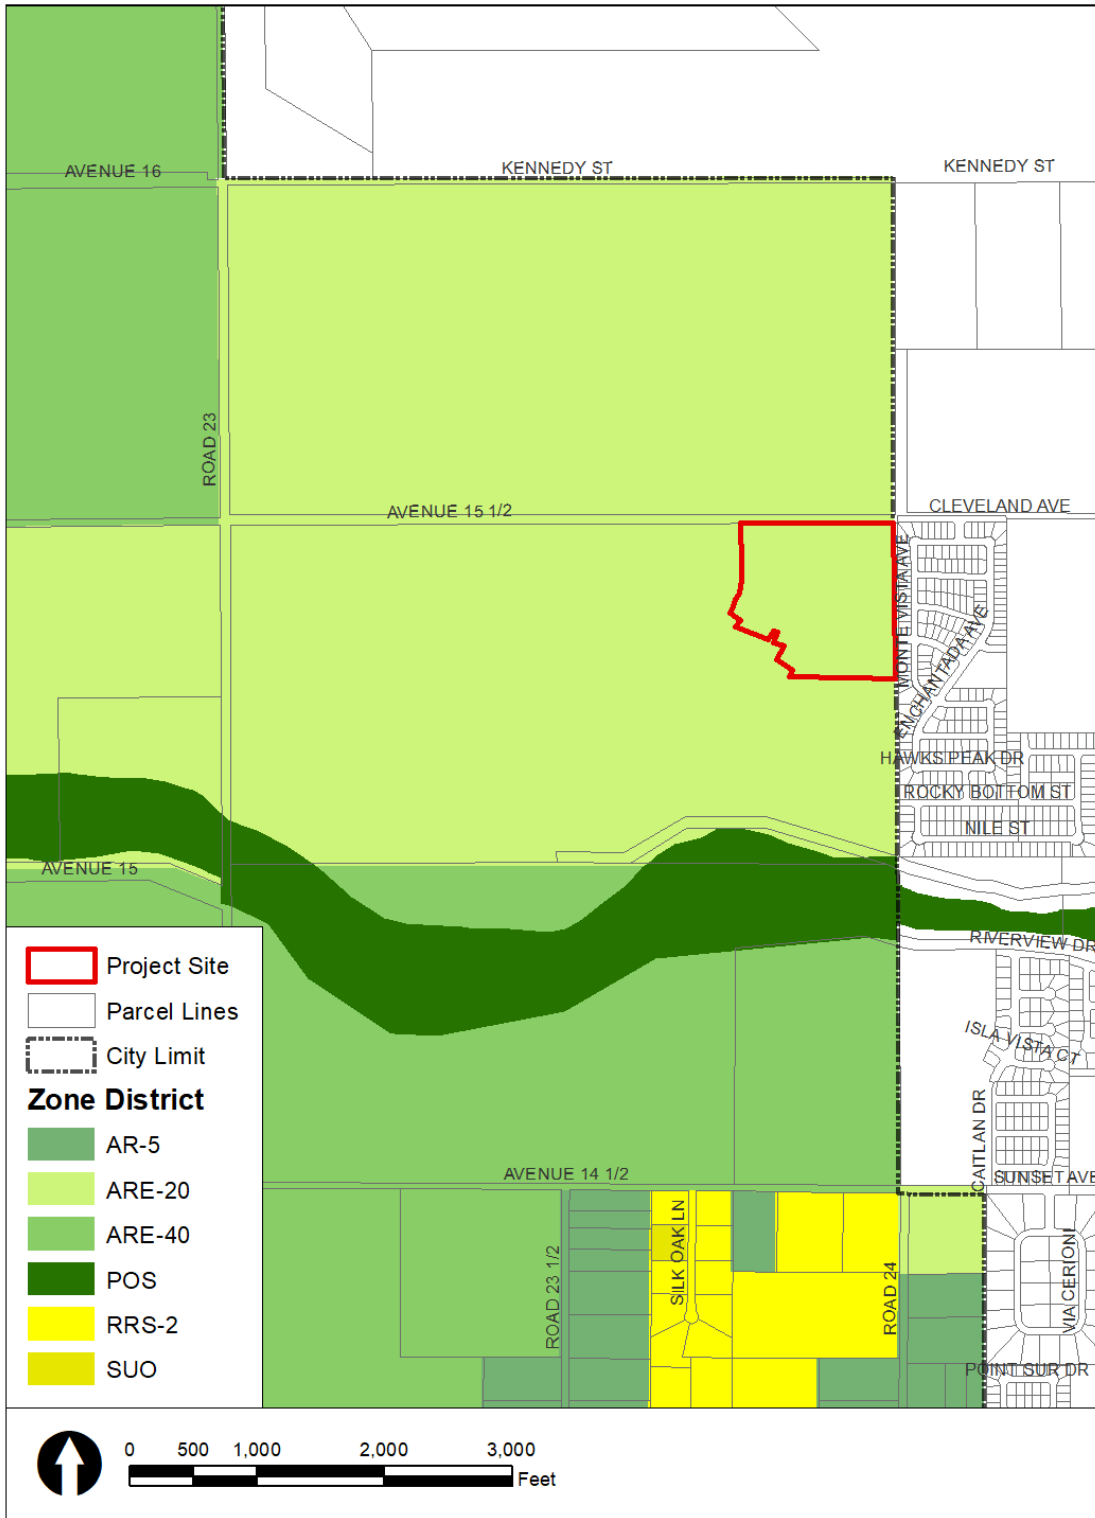 AVENUE 16
KENNEDY ST
KENNEDY ST
ROAD 23
AVENUE 15 1/2
CLEVELAND AVE
MONTE VISTA AVE
ENCHANTADA AVE
HAWKS PEAK DR
ROCKY BOTTOM ST
NILE ST
AVENUE 15
RIVERVIEW DR
ISLA VISTA CT
CAITLAN DR
AVENUE 14 1/2
SUNSET AVE
ROAD 23 1/2
SILK OAK LN
ROAD 24
VIA CERIONI
POINT SUR DR
Project Site
Parcel Lines
City Limit
Zone District
AR-5
ARE-20
ARE-40
POS
RRS-2
SUO
0 500 1,000 2,000 3,000
Feet